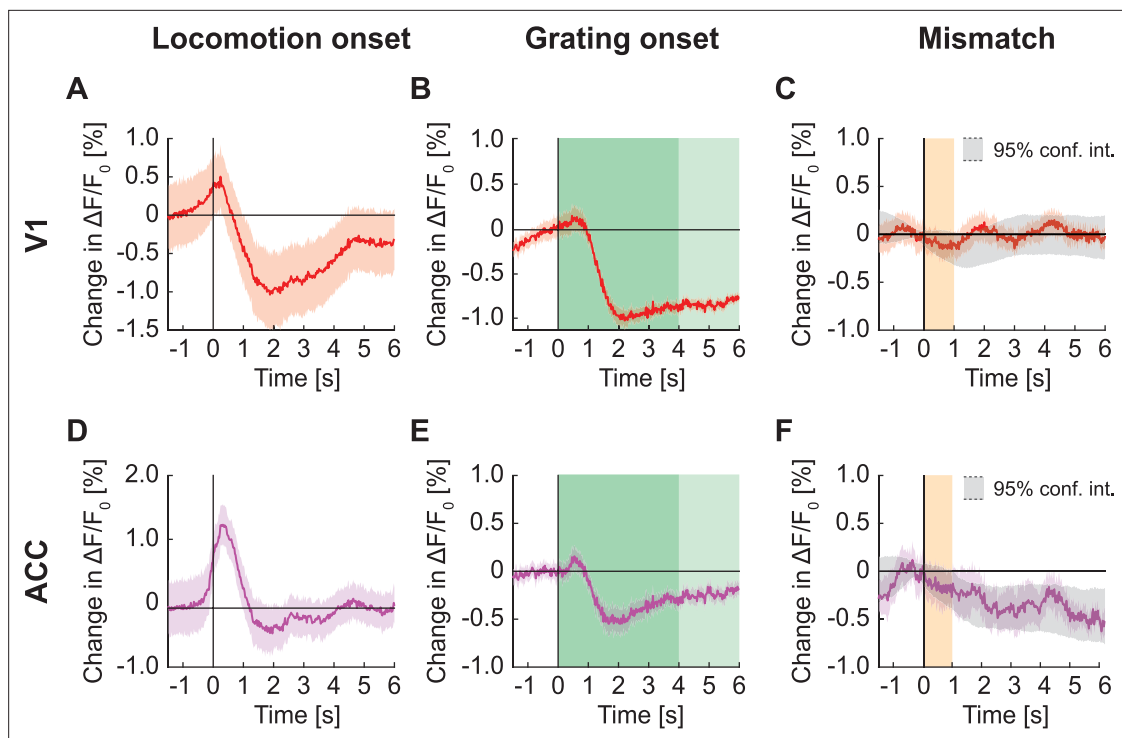 Locomotion onset
Grating onset
Mismatch
V1
A
Change in ΔF/F0 [%]
1.0
0.5
0
-0.5
-1.0
-1.5
-1 0 1 2 3 4 5 6
Time [s]
B
Change in ΔF/F0 [%]
1.0
0.5
0
-0.5
-1.0
-1 0 1 2 3 4 5 6
Time [s]
C
Change in ΔF/F0 [%]
1.0
0.5
0
-0.5
-1.0
95% conf. int.
-1 0 1 2 3 4 5 6
Time [s]
ACC
D
Change in ΔF/F0 [%]
2.0
1.0
0
-1.0
-1 0 1 2 3 4 5 6
Time [s]
E
Change in ΔF/F0 [%]
1.0
0.5
0
-0.5
-1.0
-1 0 1 2 3 4 5 6
Time [s]
F
Change in ΔF/F0 [%]
1.0
0.5
0
-0.5
-1.0
95% conf. int.
-1 0 1 2 3 4 5 6
Time [s]